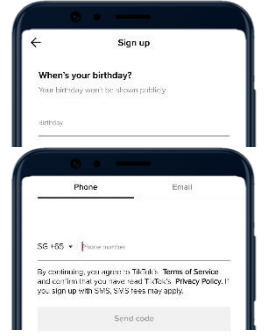 Sign up
When's your birthday?
Your birthday won't be shown publicly.
Birthday
Phone Email
SG +65 Phone number
By continuing, you agree to TikTok's Terms of Service
and confirm that you have read TikTok's Privacy Policy. If
you sign up with SMS, SMS fees may apply.
Send code